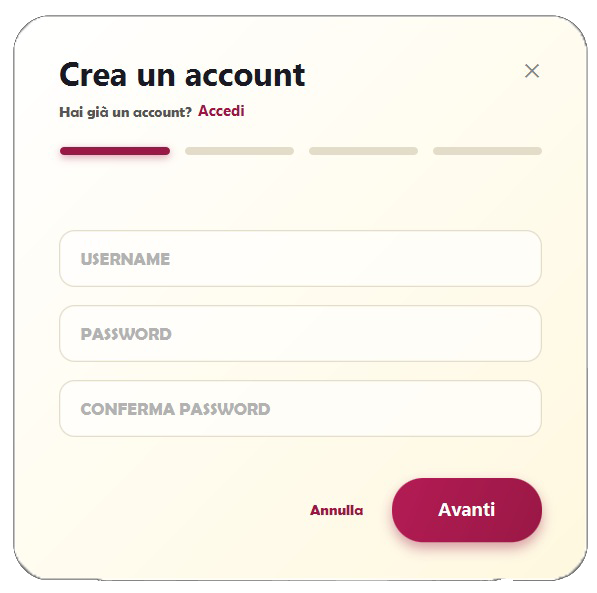 Crea un account
Hai già un account? Accedi
USERNAME
PASSWORD
CONFERMA PASSWORD
Annulla
Avanti